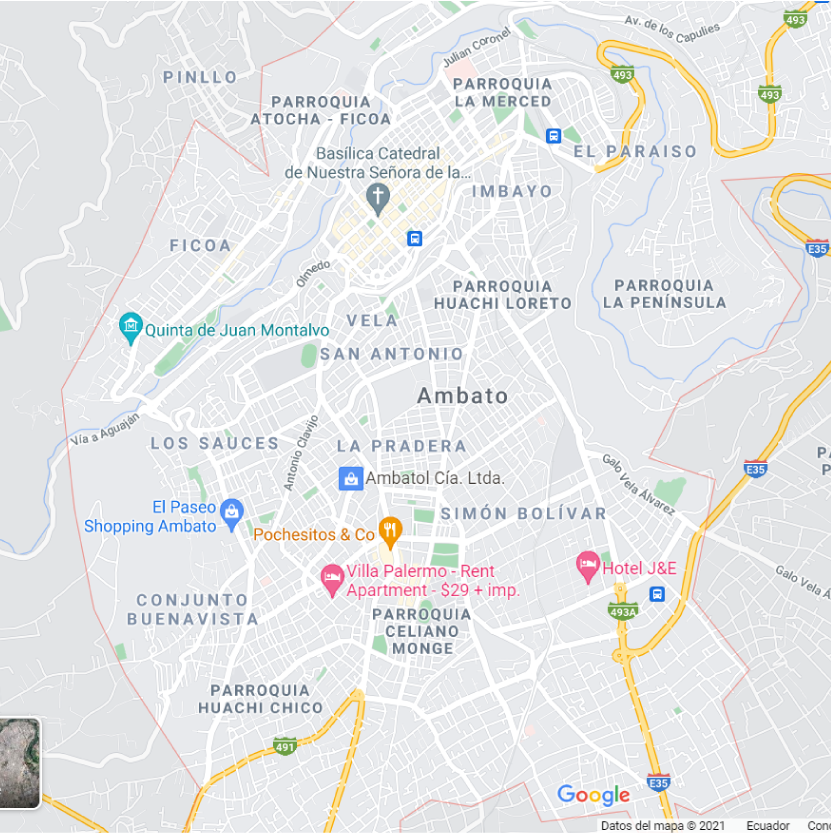 493
Av. de los Capulíes
Julian Coronel
PINLLO
493
PARROQUIA
LA MERCED
493
PARROQUIA
ATOCHA - FICOA
Basílica Catedral
de Nuestra Señora de la...
EL PARAISO
IMBAYO
FICOA
E35
Olmedo
PARROQUIA
HUACHI LORETO
PARROQUIA
LA PENÍNSULA
VELA
Quinta de Juan Montalvo
SAN ANTONIO
Ambato
Vía a Aguaján
LOS SAUCES
Antonio Clavijo
LA PRADERA
E35
Galo Vela Álvarez
Ambatol Cía. Ltda.
El Paseo
Shopping Ambato
SIMÓN BOLÍVAR
Pochesitos & Co
Villa Palermo - Rent
Apartment - $29 + imp.
Hotel J&E
Galo Vela Ál
CONJUNTO
BUENAVISTA
493A
PARROQUIA
CELIANO
MONGE
PARROQUIA
HUACHI CHICO
491
E35
Google
Datos del mapa © 2021 Ecuador